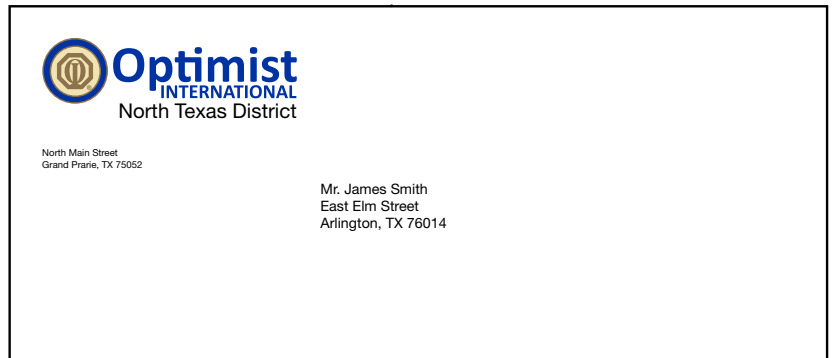 Optimist
INTERNATIONAL
North Texas District
North Main Street
Grand Prarie, TX 75052
Mr. James Smith
East Elm Street
Arlington, TX 76014